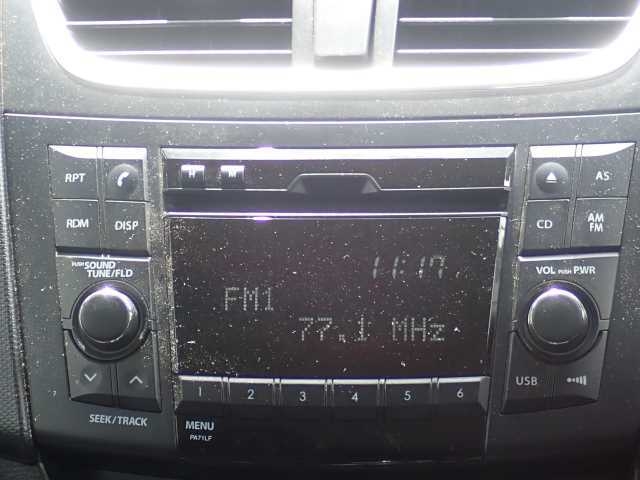 RPT
AS
RDM DISP
CD AM FM
PUSH SOUND
TUNE/FLD
VOL PUSH PWR
11:17
FM1
77.1 MHz
1 2 3 4 5 6
USB
SEEK/TRACK
MENU
PA71LF